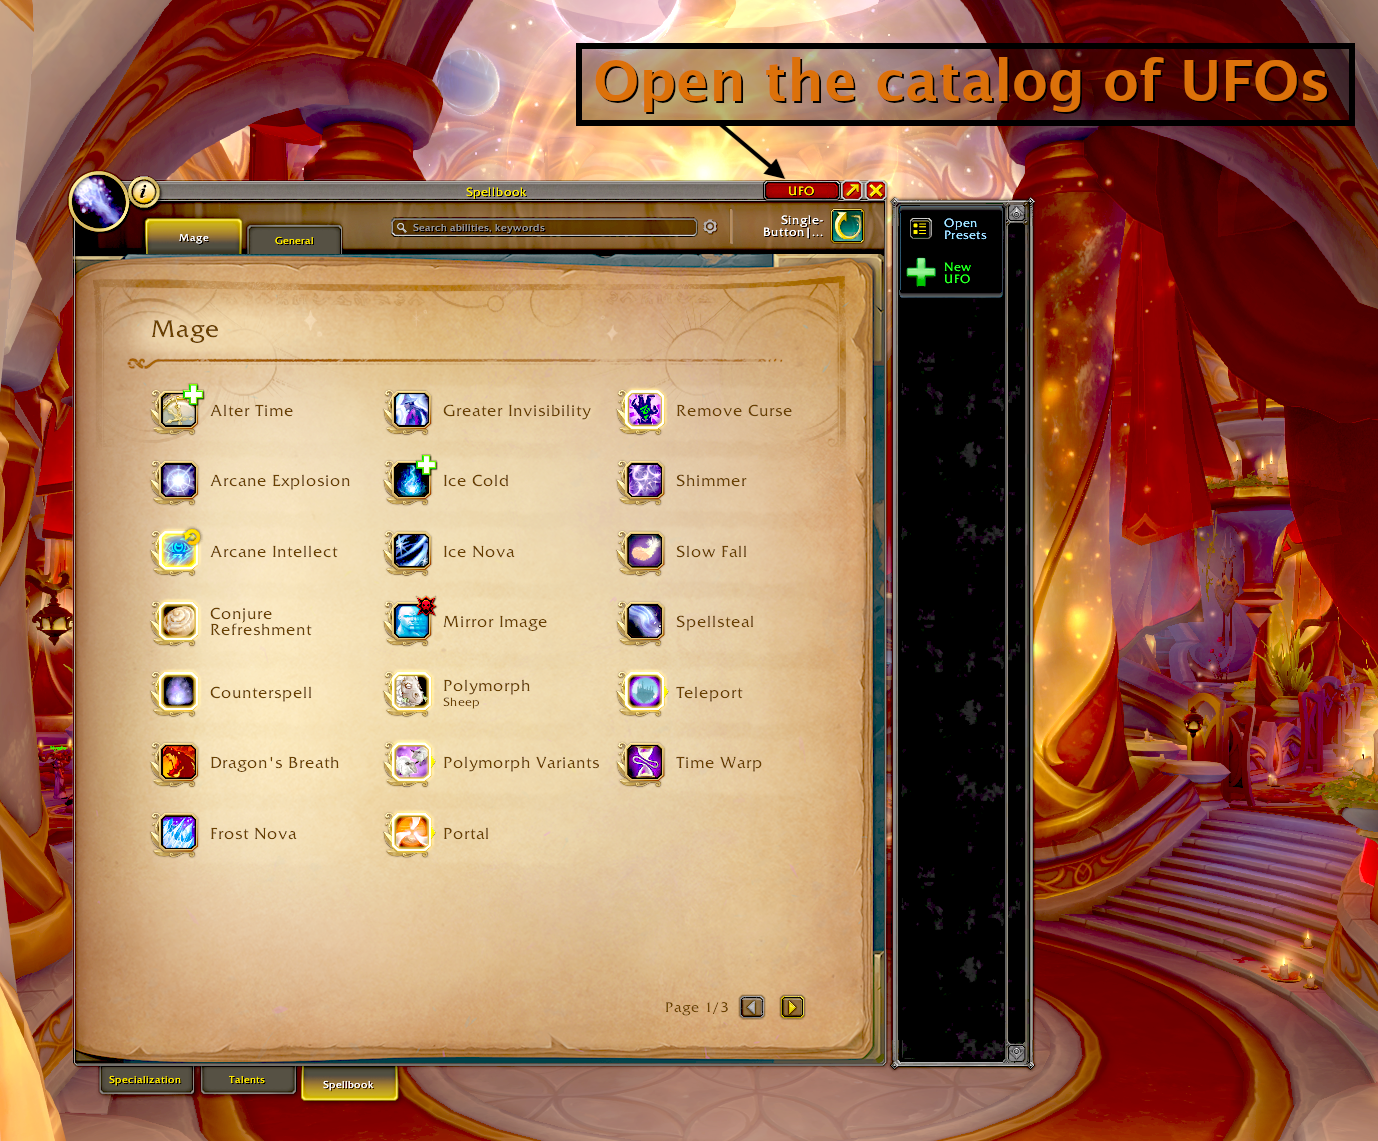 Open the catalog of UFOs
Spellbook
UFO
Mage
General
Search abilities, keywords
Single-
Button|...
Open
Presets
New
UFO
Mage
Alter Time
Greater Invisibility
Remove Curse
Arcane Explosion
Ice Cold
Shimmer
Arcane Intellect
Ice Nova
Slow Fall
Conjure
Refreshment
Mirror Image
Spellsteal
Counterspell
Polymorph
Sheep
Teleport
Dragon's Breath
Polymorph Variants
Time Warp
Frost Nova
Portal
Page 1/3
Specialization
Talents
Spellbook